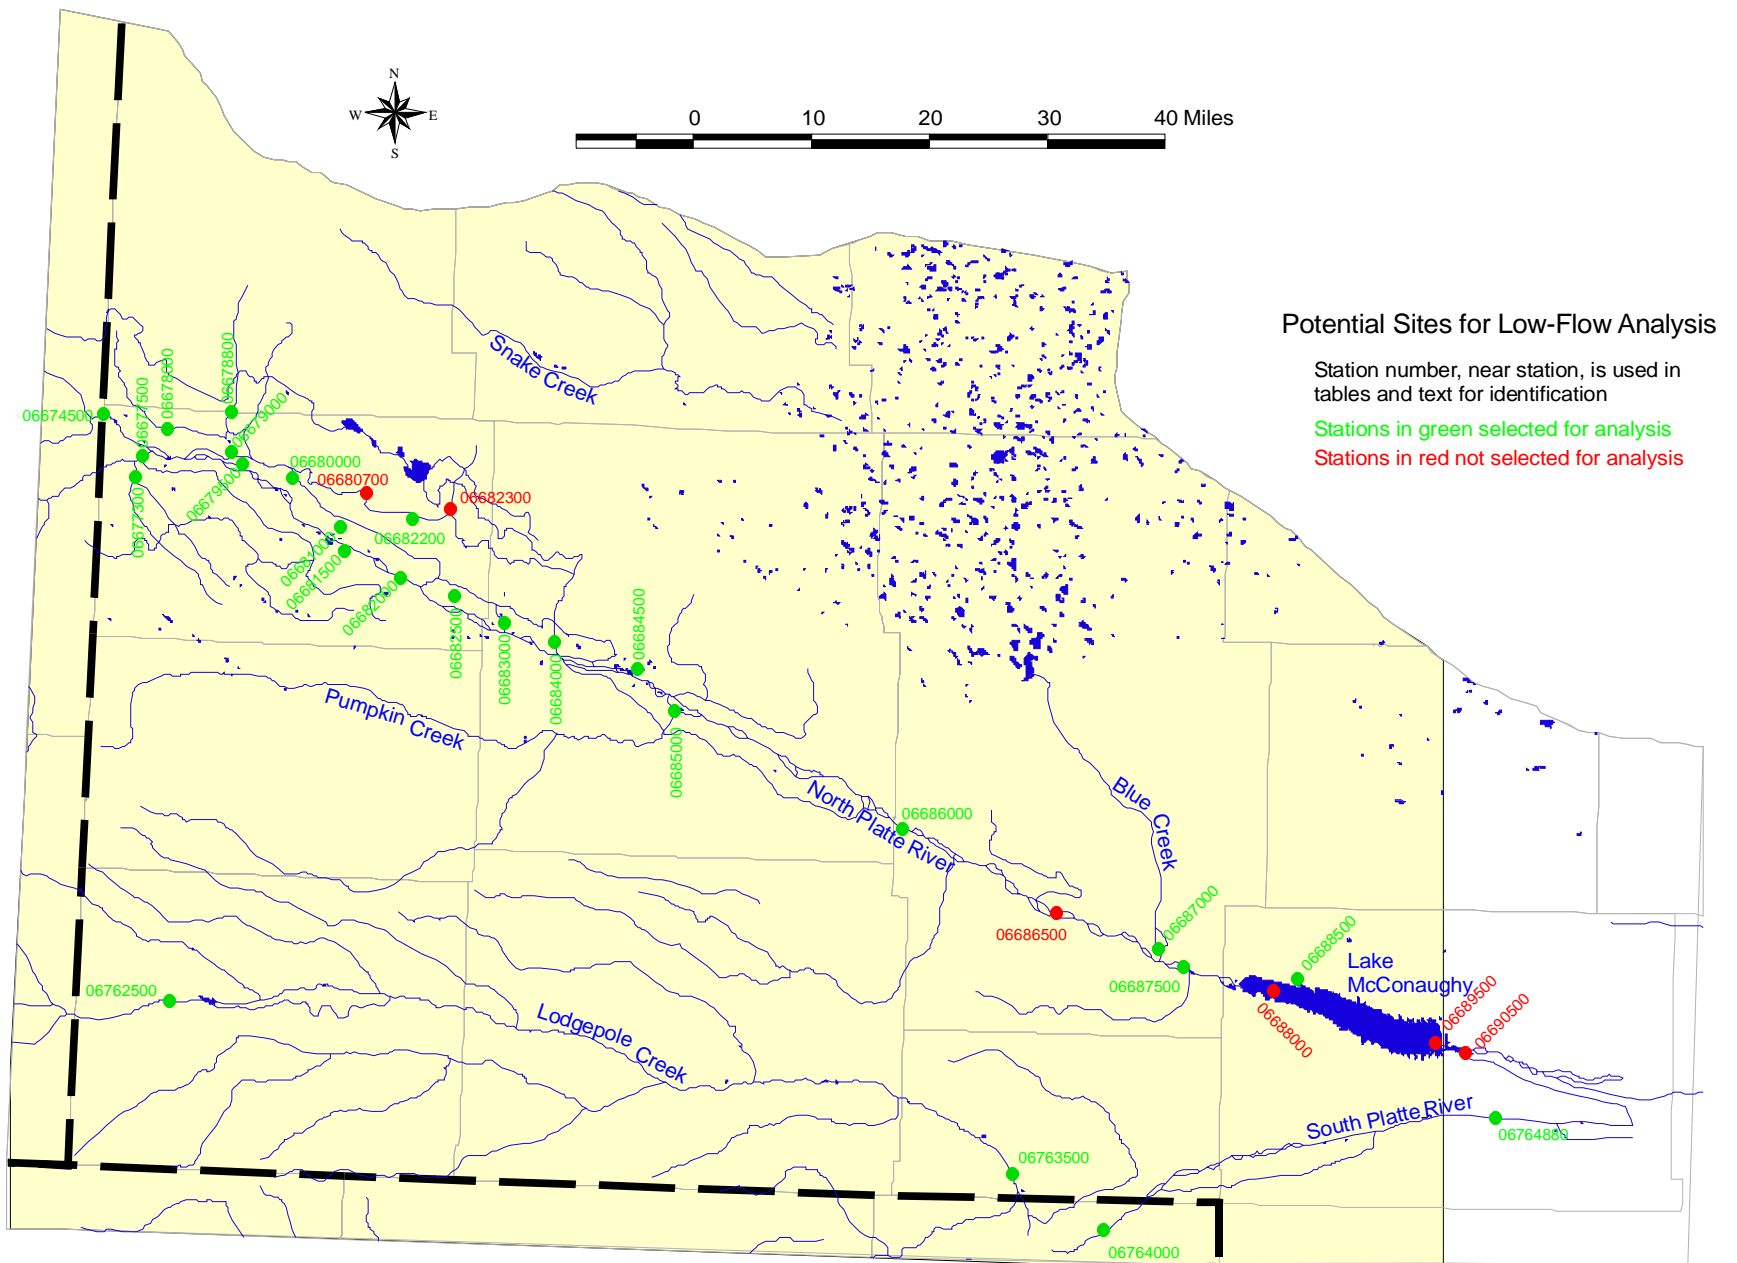 N
W E
S
0 10 20 30 40 Miles
Potential Sites for Low-Flow Analysis
Station number, near station, is used in
tables and text for identification
Stations in green selected for analysis
Stations in red not selected for analysis
Snake Creek
06674500
06677500
06678000
06678800
06679000
06680000
06680700
06682300
06679500
06677300
06682200
06681000
06681500
06682000
06682500
06683000
06684000
06684500
06685000
Pumpkin Creek
North Platte River
06686000
Blue Creek
06686500
06687000
06687500
06688500
Lake
McConaughy
06688000
06689500
06690500
06762500
Lodgepole Creek
South Platte River
06764880
06763500
06764000